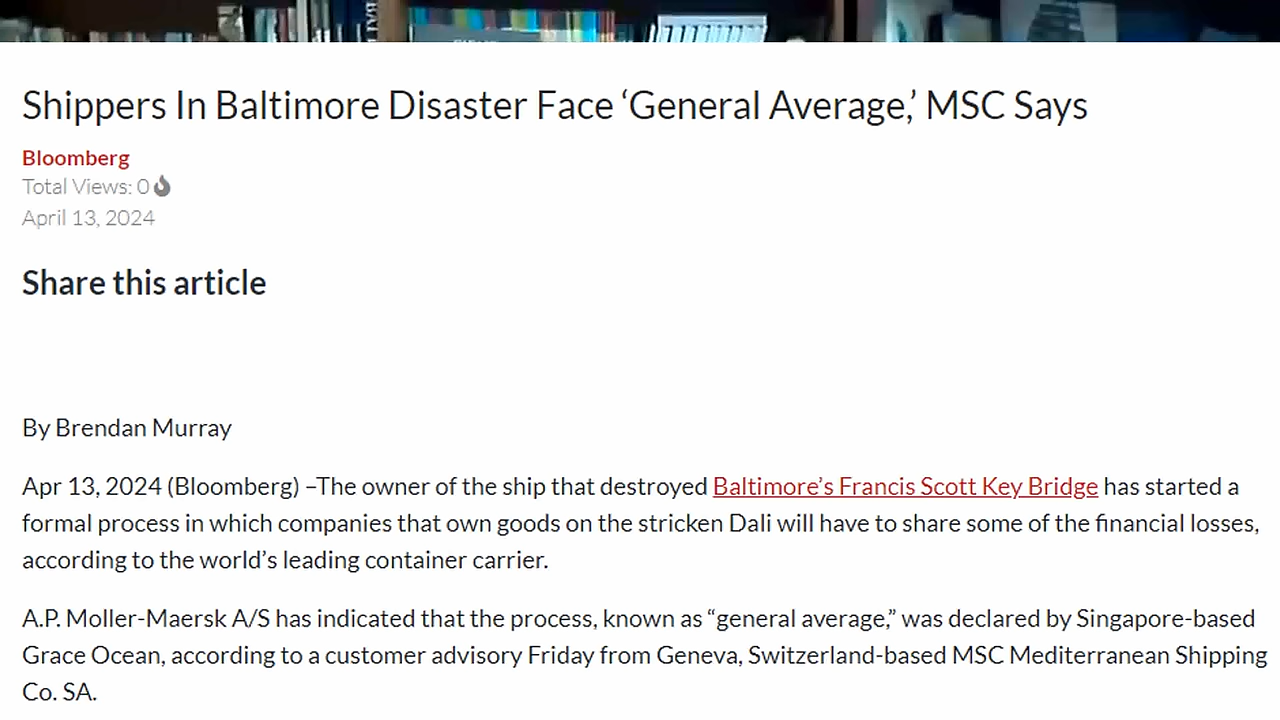 Shippers In Baltimore Disaster Face ‘General Average,’ MSC Says
Bloomberg
Total Views: 0
April 13, 2024
Share this article
By Brendan Murray
Apr 13, 2024 (Bloomberg) –The owner of the ship that destroyed Baltimore’s Francis Scott Key Bridge has started a
formal process in which companies that own goods on the stricken Dali will have to share some of the financial losses,
according to the world’s leading container carrier.
A.P. Moller-Maersk A/S has indicated that the process, known as “general average,” was declared by Singapore-based
Grace Ocean, according to a customer advisory Friday from Geneva, Switzerland-based MSC Mediterranean Shipping
Co. SA.